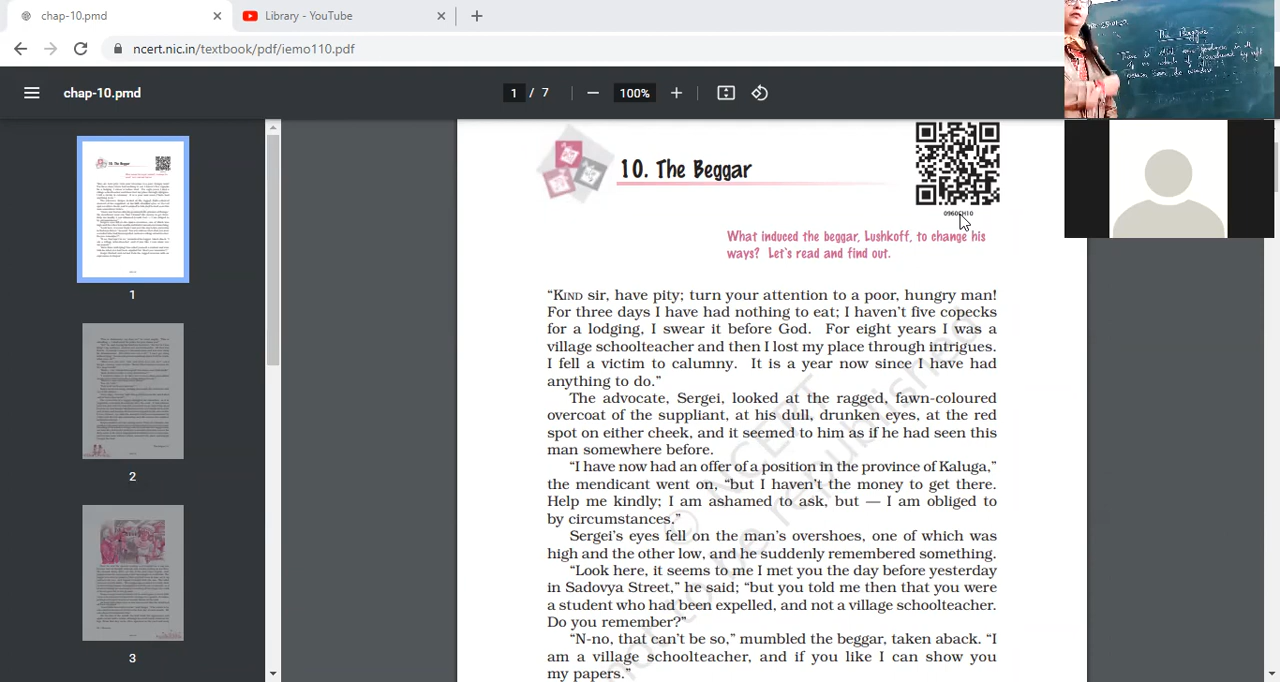 chap-10.pmd
Library - YouTube
ncert.nic.in/textbook/pdf/iemo110.pdf
chap-10.pmd
1 / 7
100%
The Beggar
10. The Beggar
1
2
3
10. The Beggar
0960CH10
What induced the beggar, Lushkoff, to change his
ways? Let's read and find out.
“KIND sir, have pity; turn your attention to a poor, hungry man!
For three days I have had nothing to eat; I haven't five copecks
for a lodging, I swear it before God. For eight years I was a
village schoolteacher and then I lost my place through intrigues.
I fell a victim to calumny. It is a year now since I have had
anything to do.”
The advocate, Sergei, looked at the ragged, fawn-coloured
overcoat of the suppliant, at his dull, drunken eyes, at the red
spot on either cheek, and it seemed to him as if he had seen this
man somewhere before.
“I have now had an offer of a position in the province of Kaluga,”
the mendicant went on, “but I haven't the money to get there.
Help me kindly; I am ashamed to ask, but — I am obliged to
by circumstances.”
Sergei's eyes fell on the man's overshoes, one of which was
high and the other low, and he suddenly remembered something.
“Look here, it seems to me I met you the day before yesterday
in Sadovya Street,” he said; “but you told me then that you were
a student who had been expelled, and not a village schoolteacher.
Do you remember?”
“N-no, that can't be so,” mumbled the beggar, taken aback. “I
am a village schoolteacher, and if you like I can show you
my papers.”